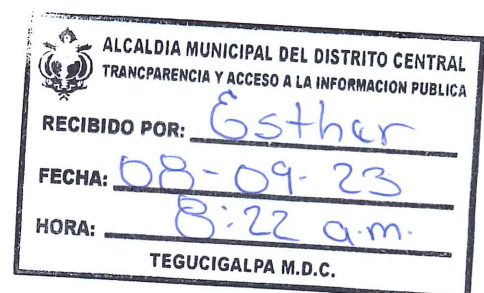 ALCALDIA MUNICIPAL DEL DISTRITO CENTRAL
TRANCPARENCIA Y ACCESO A LA INFORMACION PUBLICA
RECIBIDO POR: Esther
FECHA: 08-09-23
HORA: 8:22 a.m.
TEGUCIGALPA M.D.C.